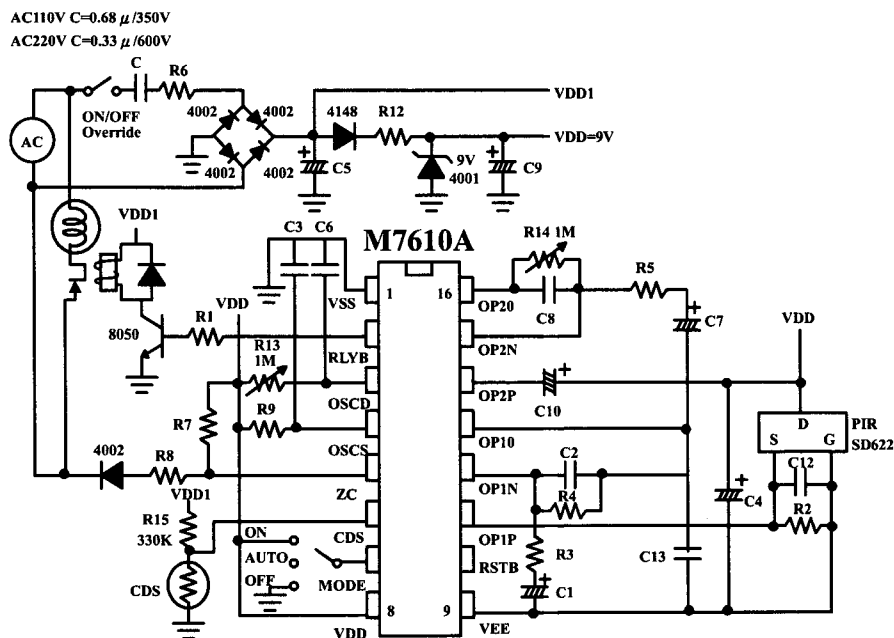 AC110V C=0.68 μ/350V
AC220V C=0.33 μ/600V
C
R6
ON/OFF
Override
AC
4002
4002
4002
4002
4148
R12
VDD1
VDD=9V
C5
9V
4001
C9
VDD1
C3
C6
M7610A
R14 1M
R5
C8
C7
VDD
8050
R1
VDD
R13
1M
R9
R7
4002
R8
VDD1
R15
330K
CDS
ON
AUTO
OFF
1
16
8
9
VSS
RLYB
OSCD
OSCS
ZC
CDS
MODE
VDD
OP20
OP2N
OP2P
OP10
OP1N
OP1P
RSTB
VEE
C10
C2
R4
R3
C1
C13
C4
D
S
G
PIR
SD622
C12
R2